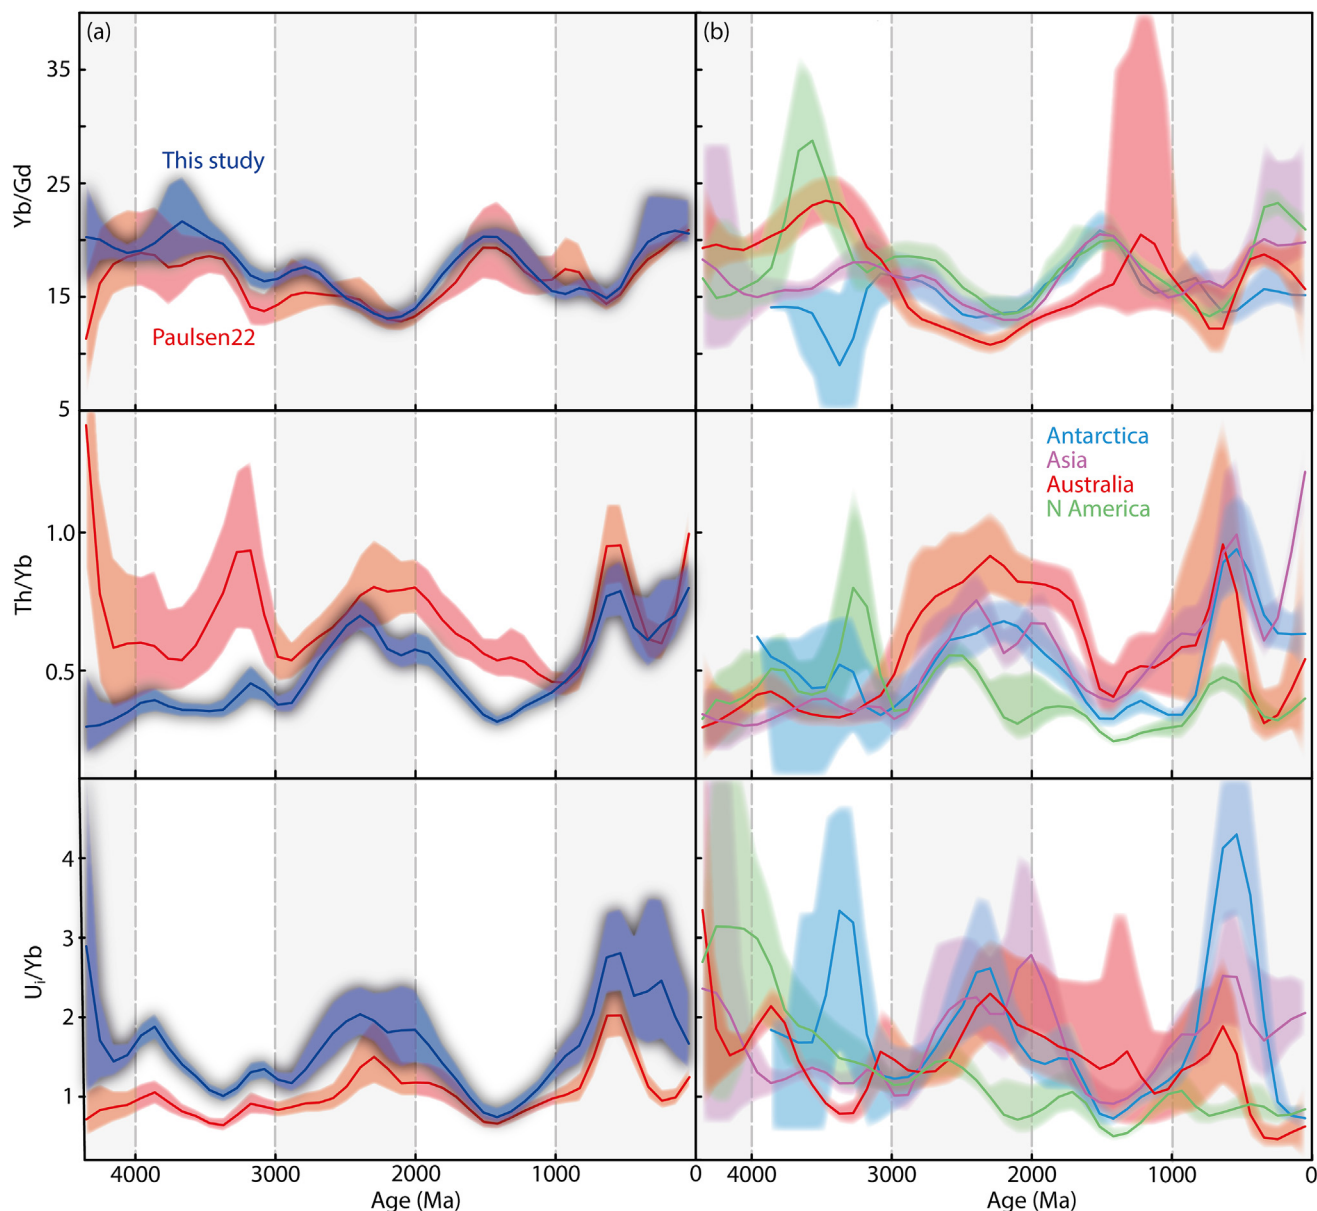 (a)
(b)
35
25
15
5
Yb/Gd
This study
Paulsen22
1.0
0.5
Th/Yb
Antarctica
Asia
Australia
N America
4
3
2
1
Uᵢ/Yb
4000
3000
2000
1000
0
4000
3000
2000
1000
0
Age (Ma)
Age (Ma)